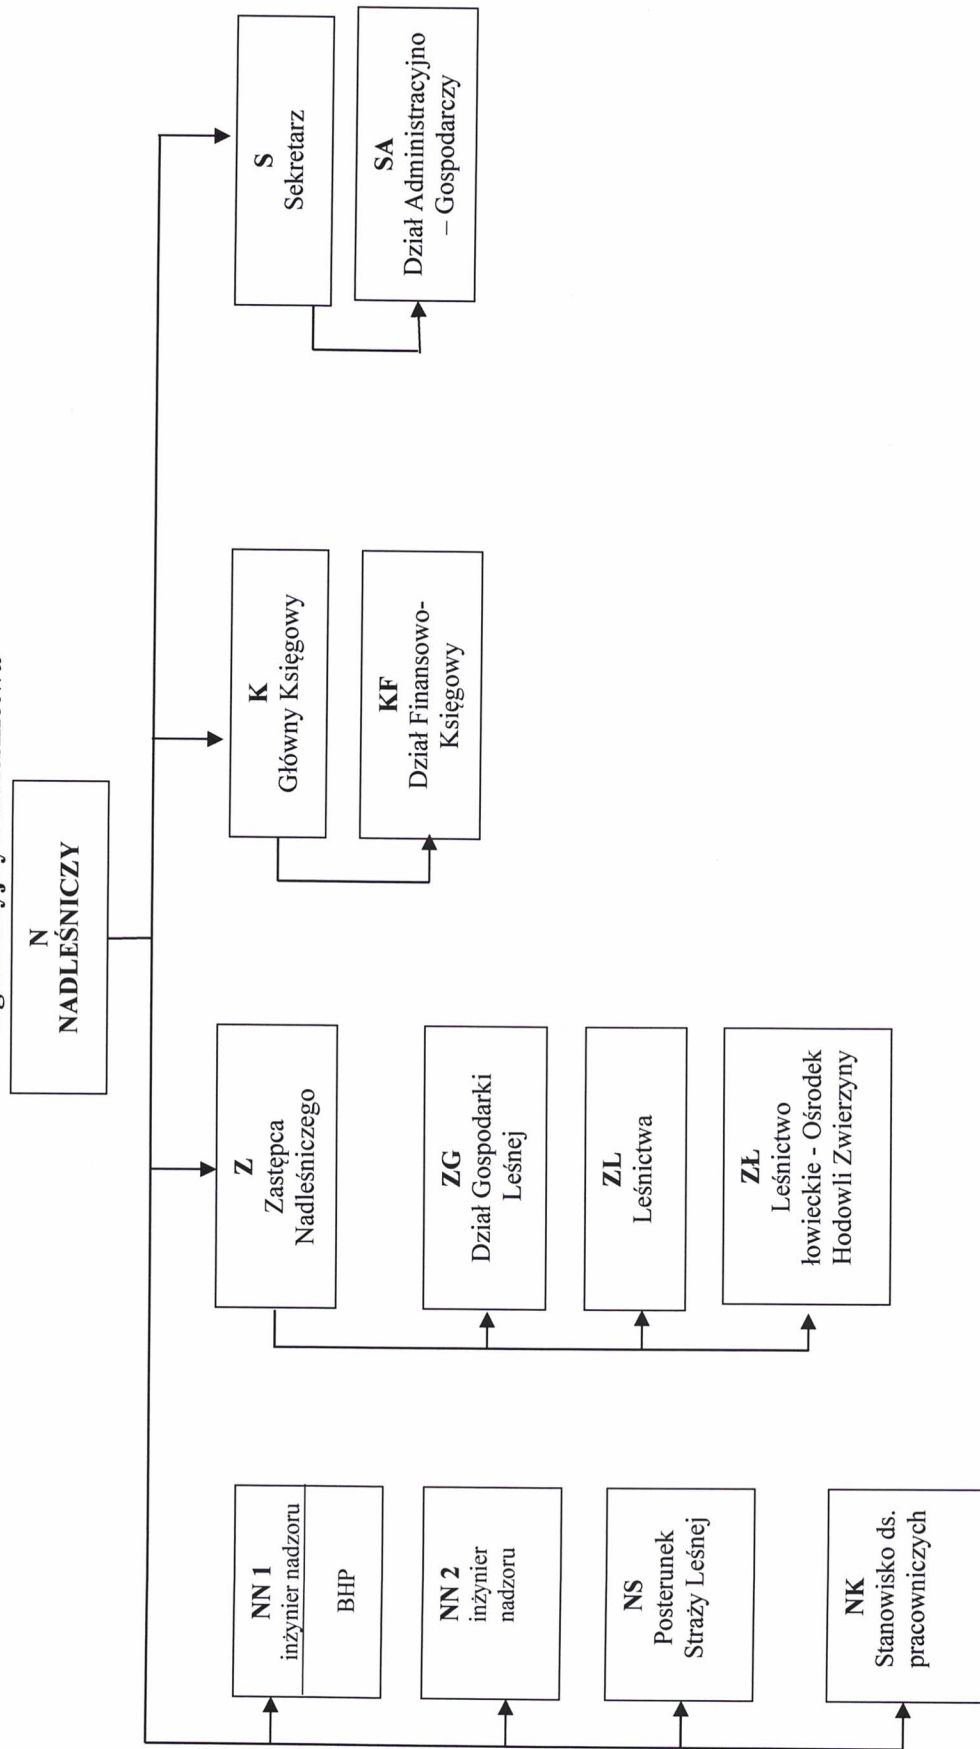 N
NADLEŚNICZY
NN 1
inżynier nadzoru
BHP
NN 2
inżynier
nadzoru
NS
Posterunek
Straży Leśnej
NK
Stanowisko ds.
pracowniczych
Z
Zastępca
Nadleśniczego
ZG
Dział Gospodarki
Leśnej
ZL
Leśnictwa
ZŁ
Leśnictwo
łowieckie - Ośrodek
Hodowli Zwierzyny
K
Główny Księgowy
KF
Dział Finansowo-
Księgowy
S
Sekretarz
SA
Dział Administracyjno
– Gospodarczy